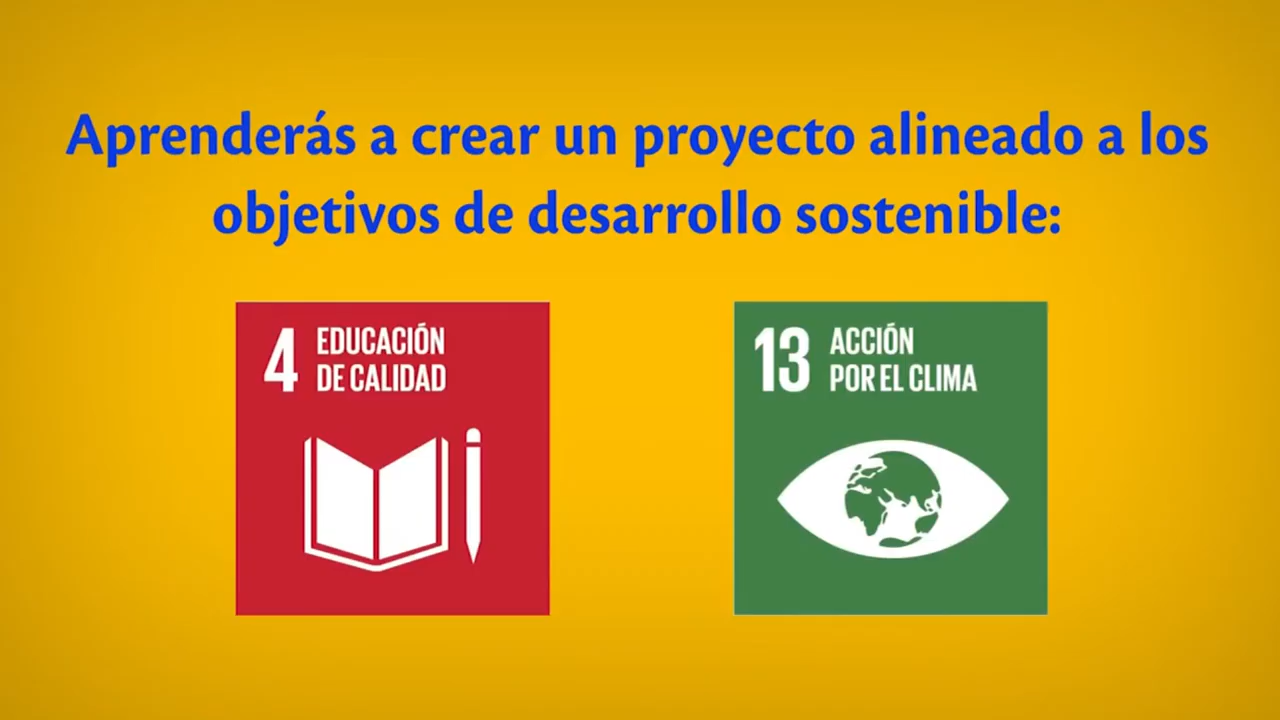 Aprenderás a crear un proyecto alineado a los
objetivos de desarrollo sostenible:
4 EDUCACIÓN
DE CALIDAD
13 ACCIÓN
POR EL CLIMA